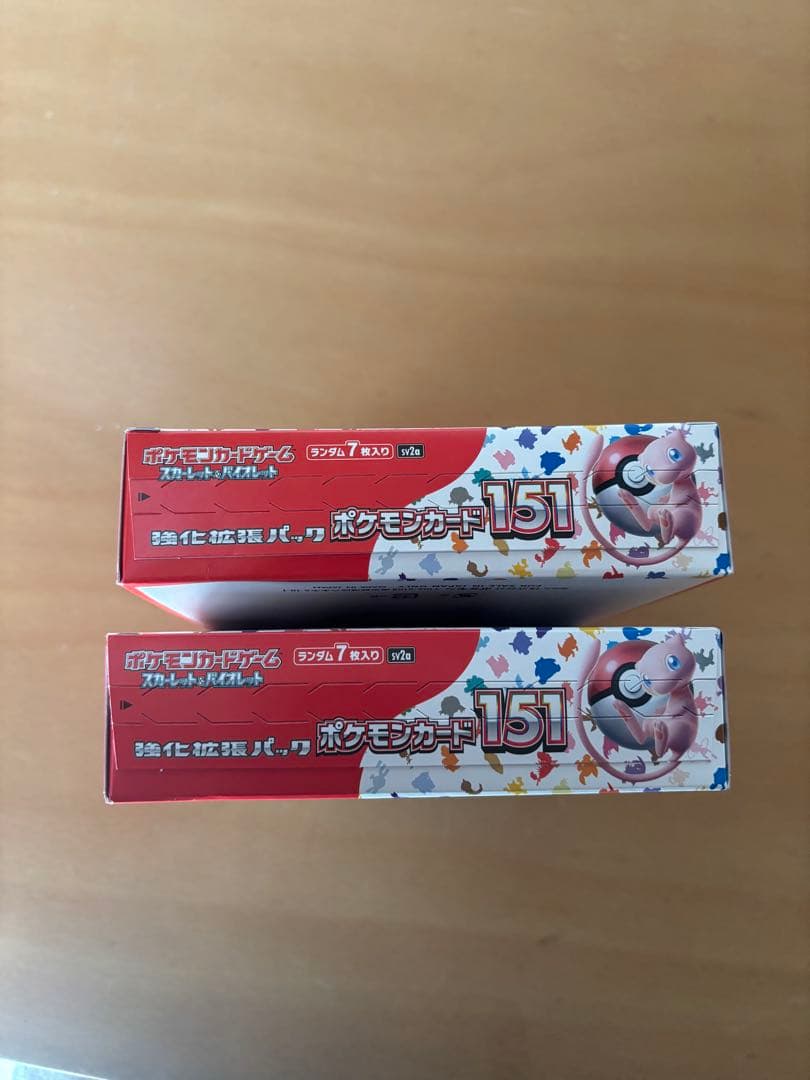 ポケモンカードゲーム
スカーレット&バイオレット
ランダム7枚入り
sv2a
強化拡張パック
ポケモンカード151
ポケモンカードゲーム
スカーレット&バイオレット
ランダム7枚入り
sv2a
強化拡張パック
ポケモンカード151